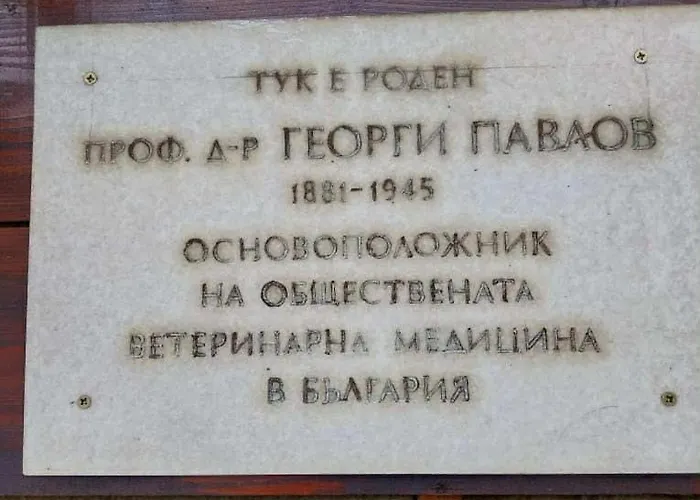 ТУК Е РОДЕН
ПРОФ. Д-Р ГЕОРГИ ПАВЛОВ
1881-1945
ОСНОВОПОЛОЖНИК
НА ОБЩЕСТВЕНАТА
ВЕТЕРИНАРНА МЕДИЦИНА
В БЪЛГАРИЯ